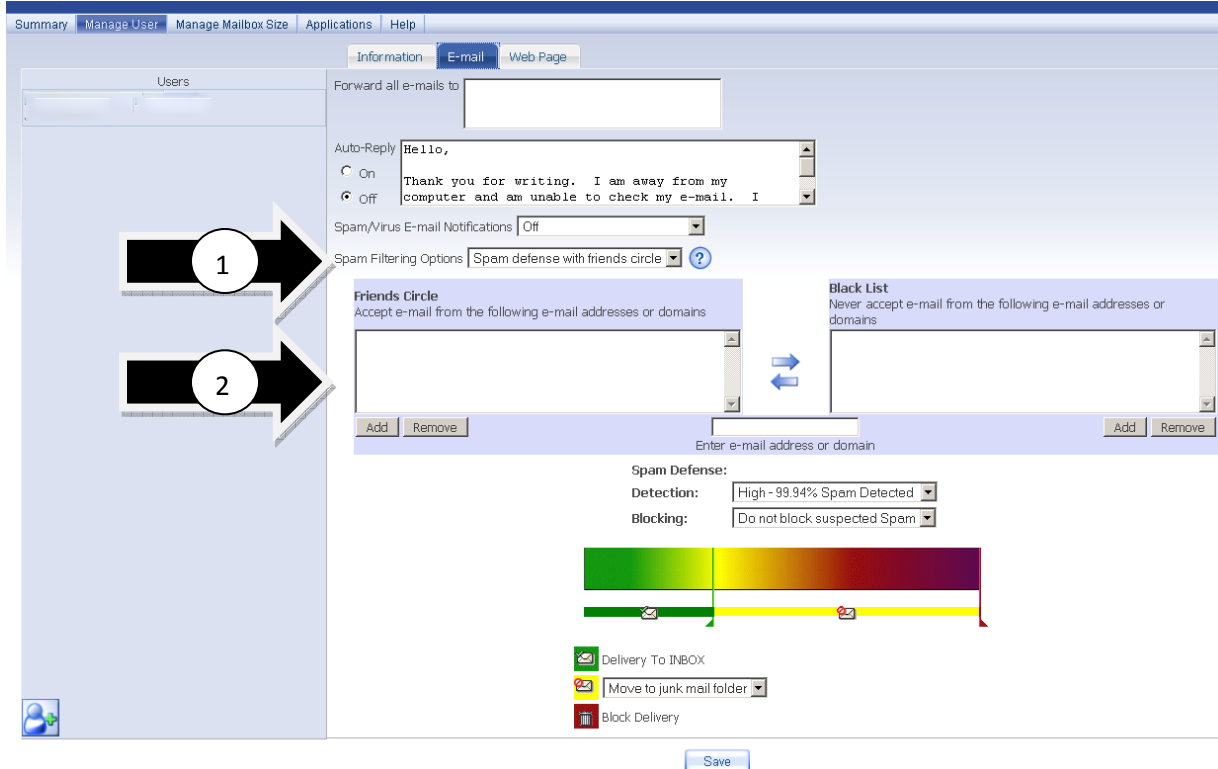 Summary Manage User Manage Mailbox Size Applications Help
Information E-mail Web Page
Users
Forward all e-mails to
Auto-Reply
On
Off
Hello,
Thank you for writing.  I am away from my
computer and am unable to check my e-mail.  I
Spam/Virus E-mail Notifications Off
1
Spam Filtering Options Spam defense with friends circle ?
Friends Circle
Accept e-mail from the following e-mail addresses or domains
Black List
Never accept e-mail from the following e-mail addresses or
domains
2
Add Remove
Add Remove
Enter e-mail address or domain
Spam Defense:
Detection: High - 99.94% Spam Detected
Blocking: Do not block suspected Spam
Delivery To INBOX
Move to junk mail folder
Block Delivery
Save